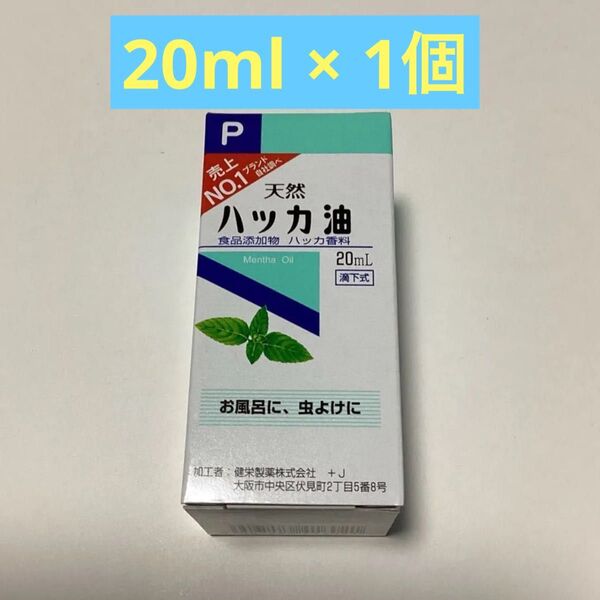 20ml × 1個
P
売上
NO.1ブランド
自社調べ
天然
ハッカ油
食品添加物 ハッカ香料
Mentha Oil
20mL
滴下式
お風呂に、虫よけに
加工者：健栄製薬株式会社 +J
大阪市中央区伏見町2丁目5番8号